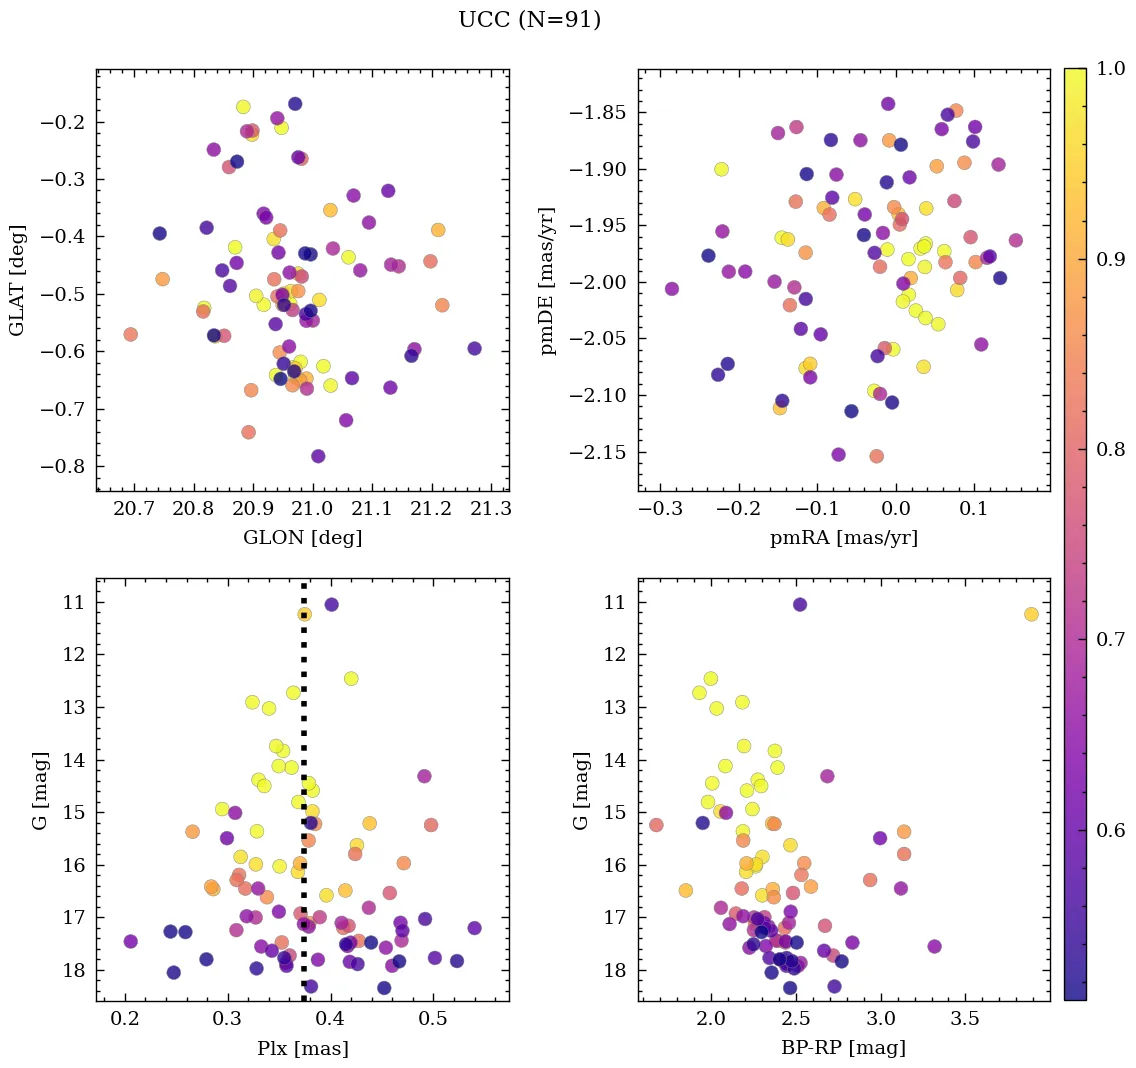 UCC (N=91)
−0.2
−0.3
−0.4
−0.5
−0.6
−0.7
−0.8
GLAT [deg]
20.7 20.8 20.9 21.0 21.1 21.2 21.3
GLON [deg]
−1.85
−1.90
−1.95
−2.00
−2.05
−2.10
−2.15
pmDE [mas/yr]
−0.3 −0.2 −0.1 0.0 0.1
pmRA [mas/yr]
11
12
13
14
15
16
17
18
G [mag]
0.2 0.3 0.4 0.5
Plx [mas]
11
12
13
14
15
16
17
18
G [mag]
2.0 2.5 3.0 3.5
BP-RP [mag]
1.0
0.9
0.8
0.7
0.6